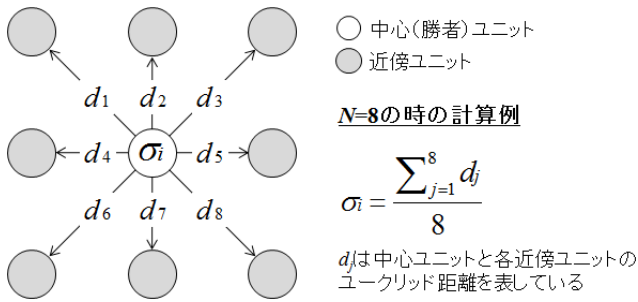 中心(勝者)ユニット
近傍ユニット
d1 d2 d3
d4 σi d5
d6 d7 d8
N=8の時の計算例
σi = ∑⁸j=1 dj / 8
djは中心ユニットと各近傍ユニットの
ユークリッド距離を表している